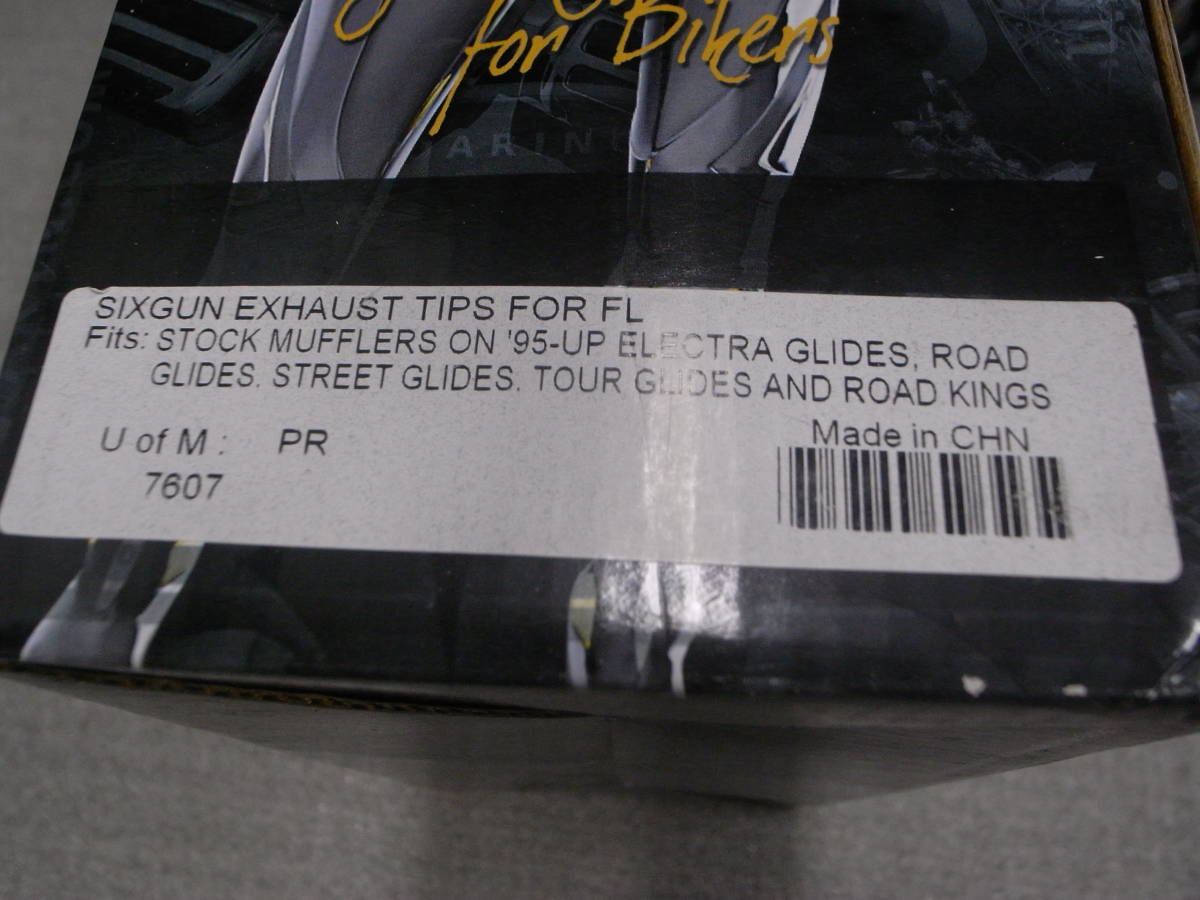 for Bikers
ARING
SIXGUN EXHAUST TIPS FOR FL
Fits: STOCK MUFFLERS ON '95-UP ELECTRA GLIDES, ROAD
GLIDES. STREET GLIDES. TOUR GLIDES AND ROAD KINGS
U of M : PR
Made in CHN
7607